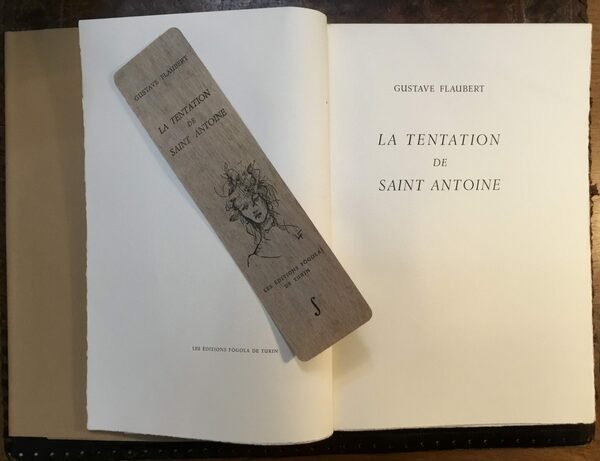 GUSTAVE FLAUBERT
LA TENTATION
DE
SAINT ANTOINE
LES EDITIONS FÒGOLA
DE TURIN
LES ÉDITIONS FÒGOLA DE TURIN
GUSTAVE FLAUBERT
LA TENTATION
DE
SAINT ANTOINE